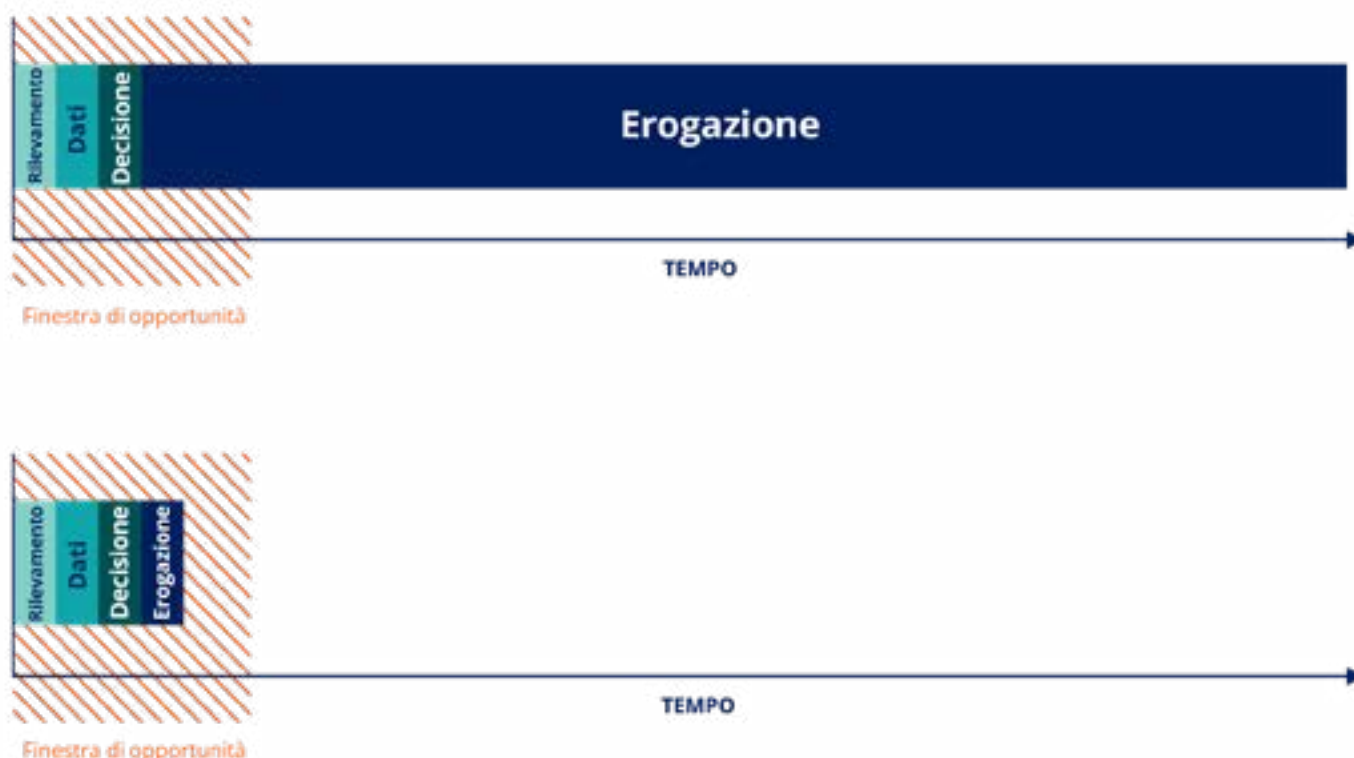 Rilevamento
Dati
Decisione
Erogazione
TEMPO
Finestra di opportunità
Rilevamento
Dati
Decisione
Erogazione
TEMPO
Finestra di opportunità